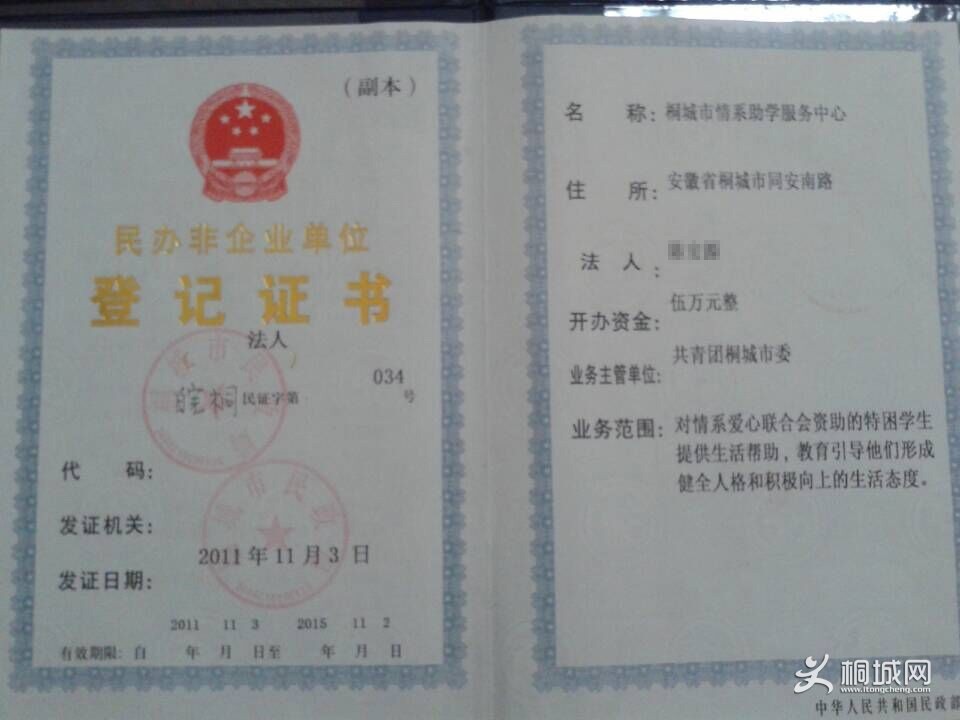 (副本)
民办非企业单位
登记证书
法人
034
皖桐 民证字第 号
代 码:
发证机关:
2011年11月3日
发证日期:
2011 11 3 2015 11 2
有效期限: 自 年 月 日至 年 月 日
名 称: 桐城市情系助学服务中心
住 所: 安徽省桐城市同安南路
法 人 :
开办资金: 伍万元整
业务主管单位: 共青团桐城市委
业务范围: 对情系爱心联合会资助的特困学生
提供生活帮助，教育引导他们形成
健全人格和积极向上的生活态度。
桐城网
www.itongcheng.com
中华人民共和国民政部